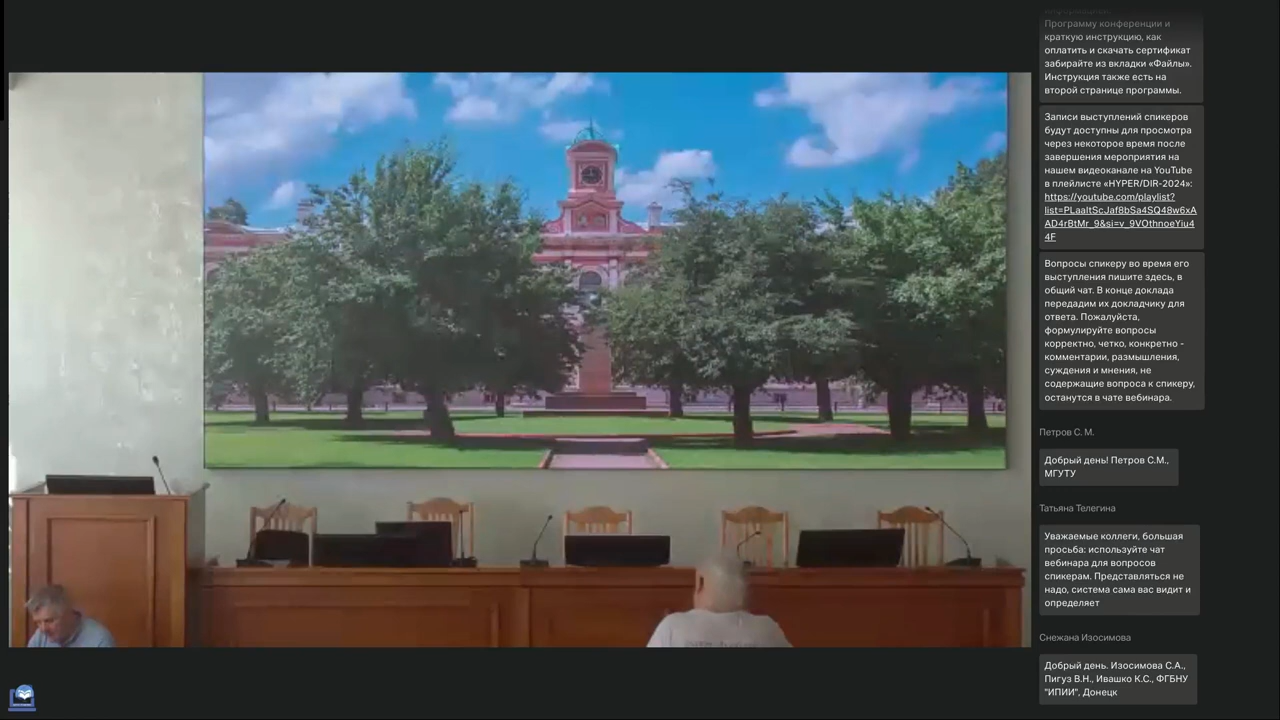 Программу конференции и
краткую инструкцию, как
оплатить и скачать сертификат
забирайте из вкладки «Файлы».
Инструкция также есть на
второй странице программы.
Записи выступлений спикеров
будут доступны для просмотра
через некоторое время после
завершения мероприятия на
нашем видеоканале на YouTube
в плейлисте «HYPER/DIR-2024»:
https://youtube.com/playlist?
list=PLaaltScJaf8bSa4SQ48w6xA
AD4rBtMr_9&si=v_9VOthnoeYiu4
4F
Вопросы спикеру во время его
выступления пишите здесь, в
общий чат. В конце доклада
передадим их докладчику для
ответа. Пожалуйста,
формулируйте вопросы
корректно, четко, конкретно -
комментарии, размышления,
суждения и мнения, не
содержащие вопроса к спикеру,
останутся в чате вебинара.
Петров С. М.
Добрый день! Петров С.М.,
МГУТУ
Татьяна Телегина
Уважаемые коллеги, большая
просьба: используйте чат
вебинара для вопросов
спикерам. Представляться не
надо, система сама вас видит и
определяет
Снежана Изосимова
Добрый день. Изосимова С.А.,
Пигуз В.Н., Ивашко К.С., ФГБНУ
"ИПИИ", Донецк